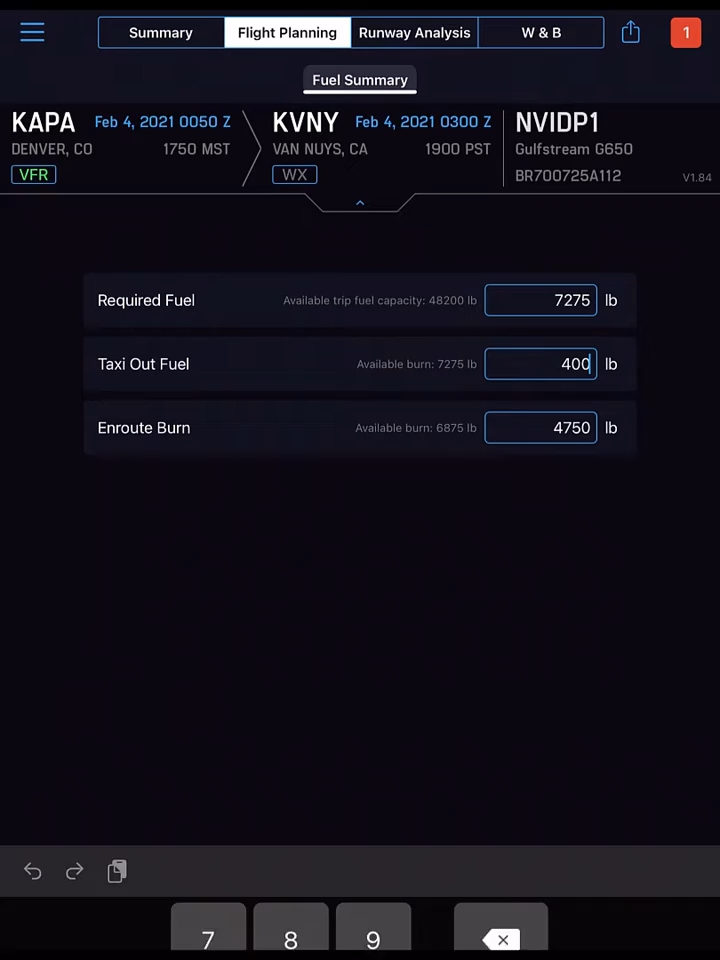 Summary Flight Planning Runway Analysis W & B 1
Fuel Summary
KAPA Feb 4, 2021 0050 Z KVNY Feb 4, 2021 0300 Z NVIDP1
DENVER, CO 1750 MST VAN NUYS, CA 1900 PST Gulfstream G650
VFR WX BR700725A112 V1.84
Required Fuel Available trip fuel capacity: 48200 lb 7275 lb
Taxi Out Fuel Available burn: 7275 lb 400 lb
Enroute Burn Available burn: 6875 lb 4750 lb
7 8 9